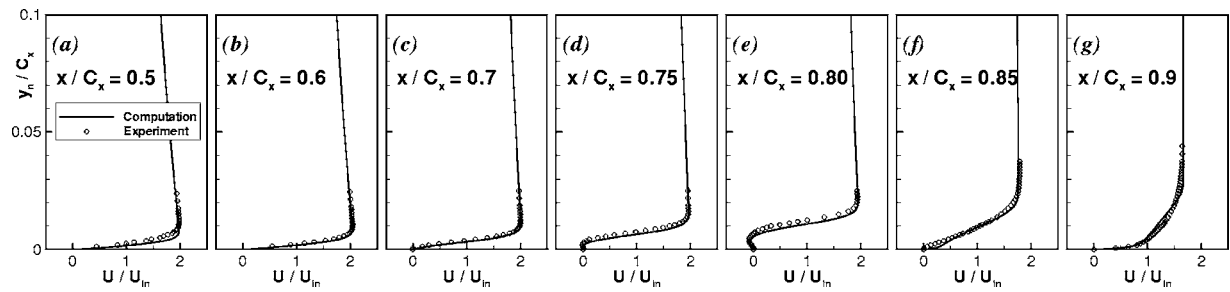 0.1
0.05
0
y_n / C_x
(a)
x / C_x = 0.5
Computation
Experiment
0 1 2
U / U_in
(b)
x / C_x = 0.6
0 1 2
U / U_in
(c)
x / C_x = 0.7
0 1 2
U / U_in
(d)
x / C_x = 0.75
0 1 2
U / U_in
(e)
x / C_x = 0.80
0 1 2
U / U_in
(f)
x / C_x = 0.85
0 1 2
U / U_in
(g)
x / C_x = 0.9
0 1 2
U / U_in